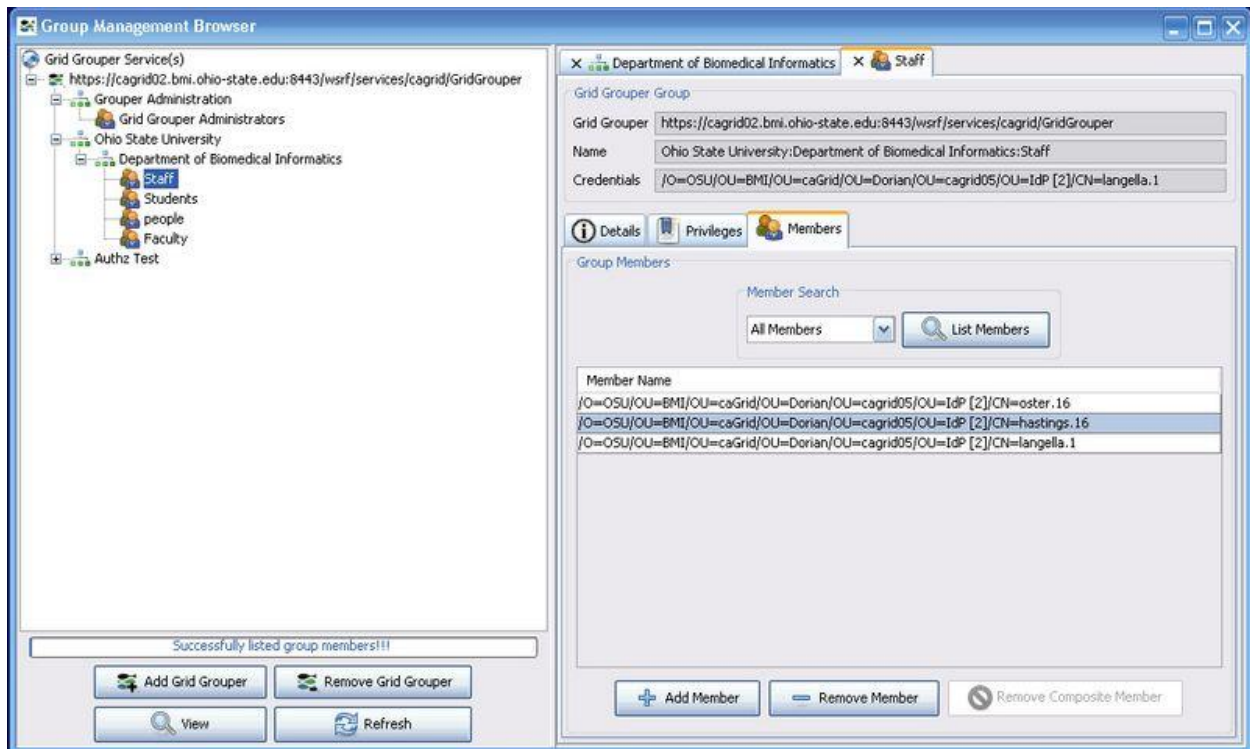 Group Management Browser
Grid Grouper Service(s)
https://cagrid02.bmi.ohio-state.edu:8443/wsrf/services/cagrid/GridGrouper
Grouper Administration
Grid Grouper Administrators
Ohio State University
Department of Biomedical Informatics
Staff
Students
people
Faculty
Authz Test
Successfully listed group members!!!
Add Grid Grouper
Remove Grid Grouper
View
Refresh
Department of Biomedical Informatics
Staff
Grid Grouper Group
Grid Grouper https://cagrid02.bmi.ohio-state.edu:8443/wsrf/services/cagrid/GridGrouper
Name Ohio State University:Department of Biomedical Informatics:Staff
Credentials /O=OSU/OU=BMI/OU=caGrid/OU=Dorian/OU=cagrid05/OU=IdP [2]/CN=langella.1
Details
Privileges
Members
Group Members
Member Search
All Members
List Members
Member Name
/O=OSU/OU=BMI/OU=caGrid/OU=Dorian/OU=cagrid05/OU=IdP [2]/CN=oster.16
/O=OSU/OU=BMI/OU=caGrid/OU=Dorian/OU=cagrid05/OU=IdP [2]/CN=hastings.16
/O=OSU/OU=BMI/OU=caGrid/OU=Dorian/OU=cagrid05/OU=IdP [2]/CN=langella.1
Add Member
Remove Member
Remove Composite Member